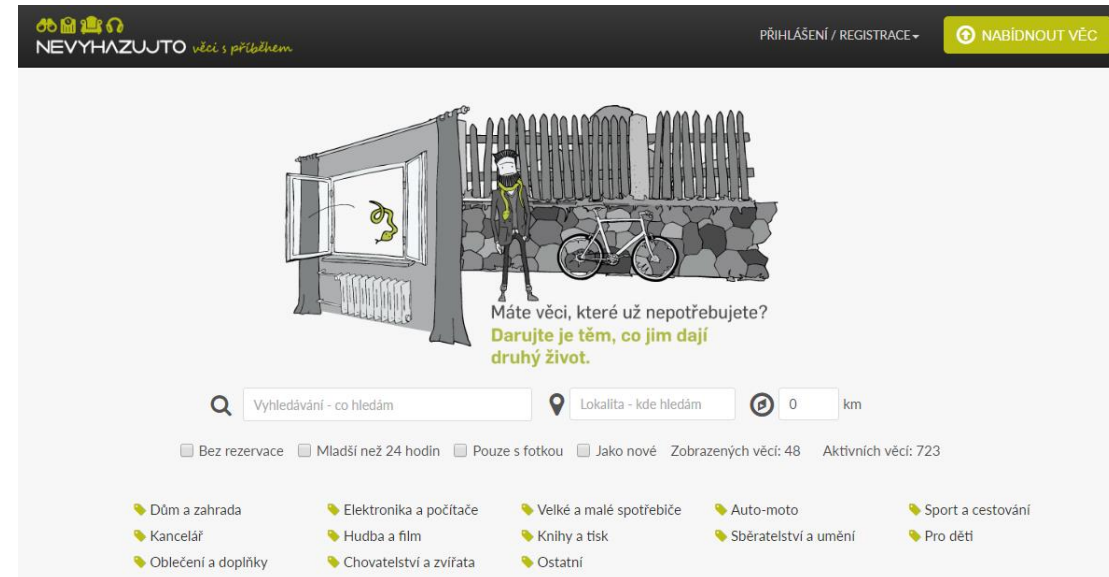 NEVYHAZUJTO věci s příběhem
PŘIHLÁŠENÍ / REGISTRACE
NABÍDNOUT VĚC
Máte věci, které už nepotřebujete?
Darujte je těm, co jim dají
druhý život.
Vyhledávání - co hledám
Lokalita - kde hledám
0 km
Bez rezervace Mladší než 24 hodin Pouze s fotkou Jako nové Zobrazených věcí: 48 Aktivních věcí: 723
Dům a zahrada Elektronika a počítače Velké a malé spotřebiče Auto-moto Sport a cestování
Kancelář Hudba a film Knihy a tisk Sběratelství a umění Pro děti
Oblečení a doplňky Chovatelství a zvířata Ostatní